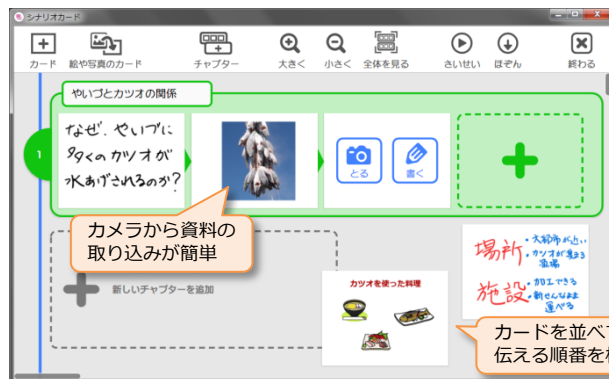 シナリオカード
カード
絵や写真のカード
チャプター
大きく
小さく
全体を見る
さいせい
ほぞん
終わる
やいづとカツオの関係
1
なぜ、やいづに
多くのカツオが
水あげされるのか?
とる
書く
カメラから資料の
取り込みが簡単
新しいチャプターを追加
カツオを使った料理
場所
・大都市が近い
・カツオが集まる
漁場
施設
・加工できる
・新せんなまま
運べる
カードを並べ
伝える順番を